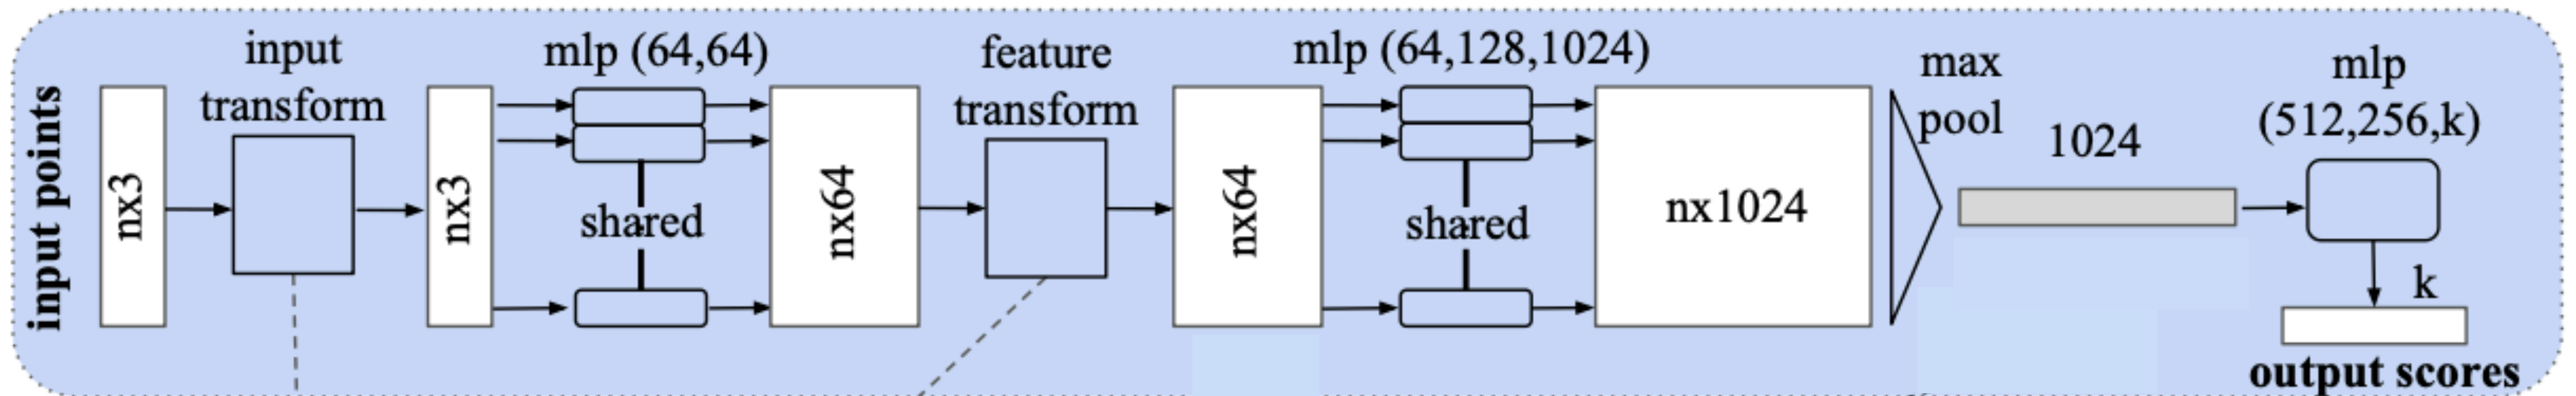 input points
nx3
input
transform
nx3
mlp (64,64)
shared
nx64
feature
transform
nx64
mlp (64,128,1024)
shared
nx1024
max
pool
1024
mlp
(512,256,k)
k
output scores